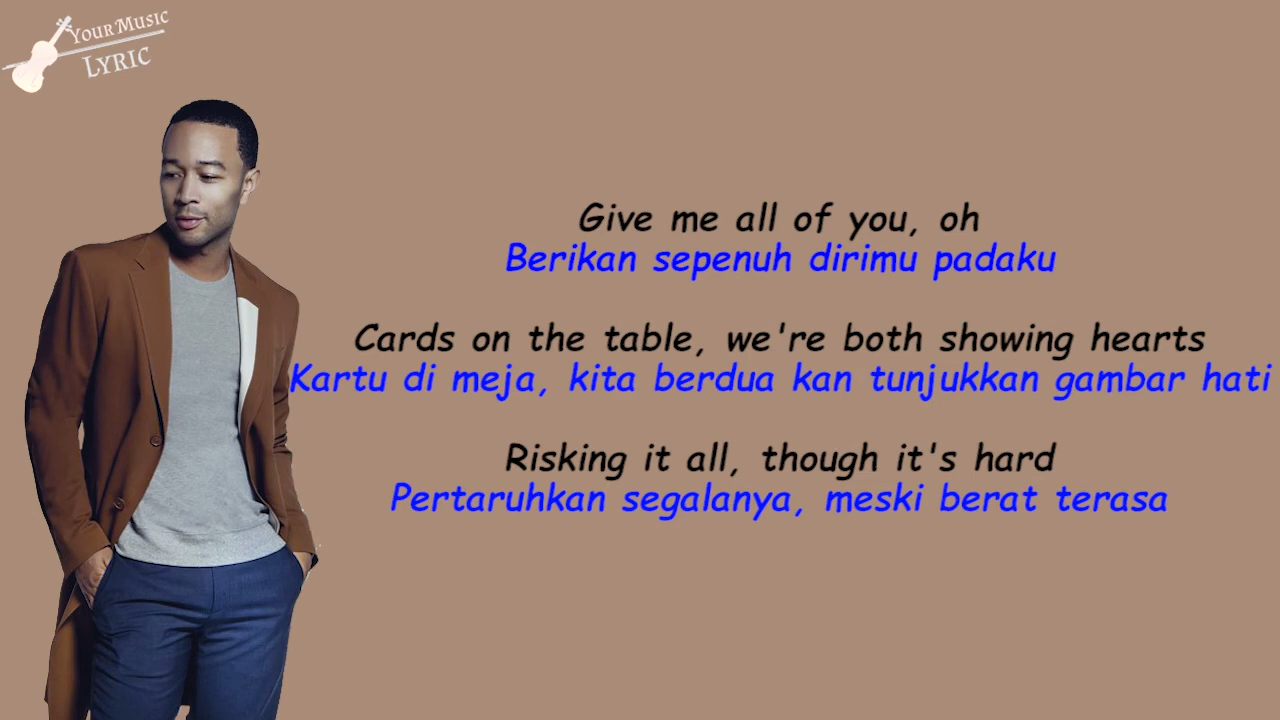 YOUR MUSIC
LYRIC
Give me all of you, oh
Berikan sepenuh dirimu padaku
Cards on the table, we're both showing hearts
Kartu di meja, kita berdua kan tunjukkan gambar hati
Risking it all, though it's hard
Pertaruhkan segalanya, meski berat terasa